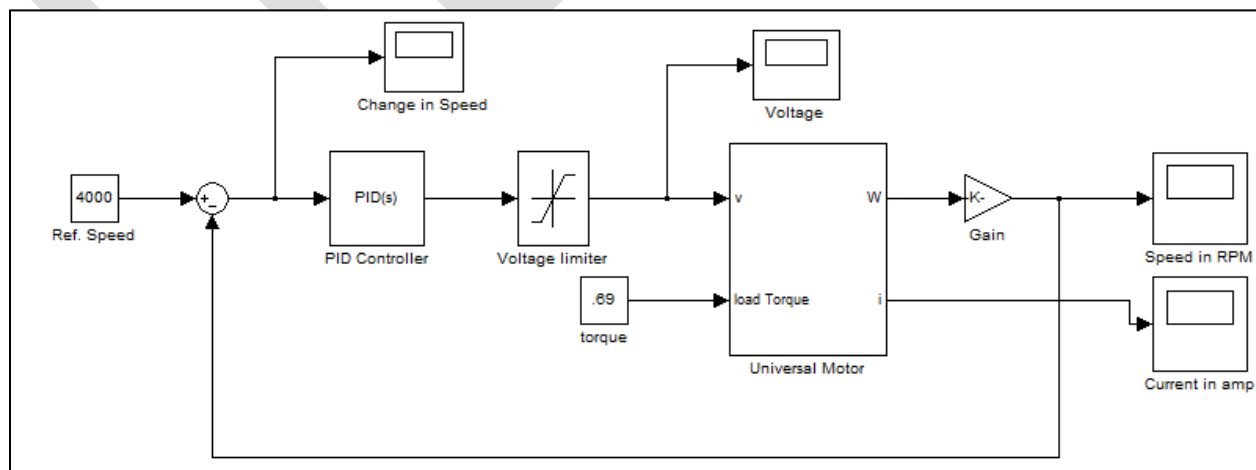 Change in Speed
Voltage
4000
Ref. Speed
+
−
PID(s)
PID Controller
Voltage limiter
v
W
load Torque
i
Universal Motor
.69
torque
-K-
Gain
Speed in RPM
Current in amp